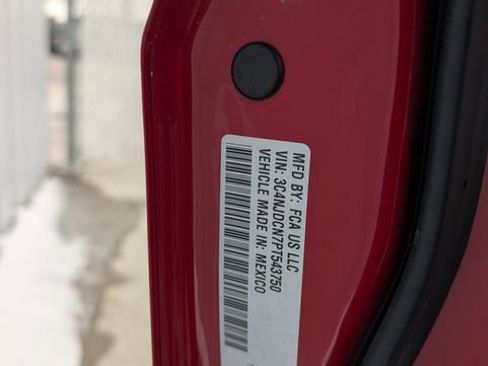 MFD BY: FCA US LLC
VIN: 3C4NJDCN7PT543750
VEHICLE MADE IN: MEXICO